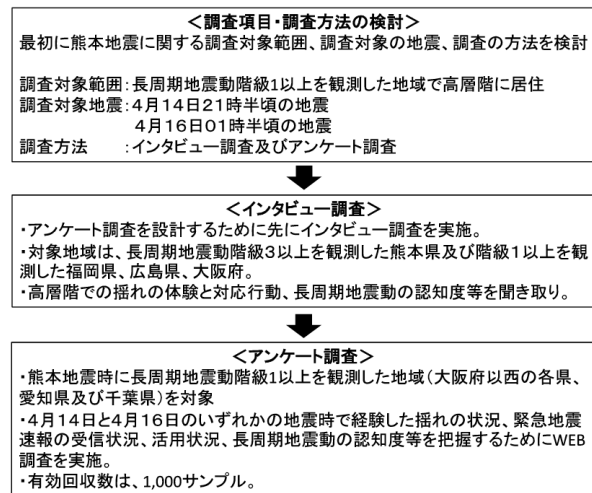 ＜調査項目・調査方法の検討＞
最初に熊本地震に関する調査対象範囲、調査対象の地震、調査の方法を検討
調査対象範囲：長周期地震動階級1以上を観測した地域で高層階に居住
調査対象地震：４月１４日２１時半頃の地震
４月１６日０１時半頃の地震
調査方法　　：インタビュー調査及びアンケート調査
＜インタビュー調査＞
・アンケート調査を設計するために先にインタビュー調査を実施。
・対象地域は、長周期地震動階級３以上を観測した熊本県及び階級１以上を観
測した福岡県、広島県、大阪府。
・高層階での揺れの体験と対応行動、長周期地震動の認知度等を聞き取り。
＜アンケート調査＞
・熊本地震時に長周期地震動階級1以上を観測した地域（大阪府以西の各県、
愛知県及び千葉県）を対象
・４月１４日と４月１６日のいずれかの地震時で経験した揺れの状況、緊急地震
速報の受信状況、活用状況、長周期地震動の認知度等を把握するためにWEB
調査を実施。
・有効回収数は、1,000サンプル。